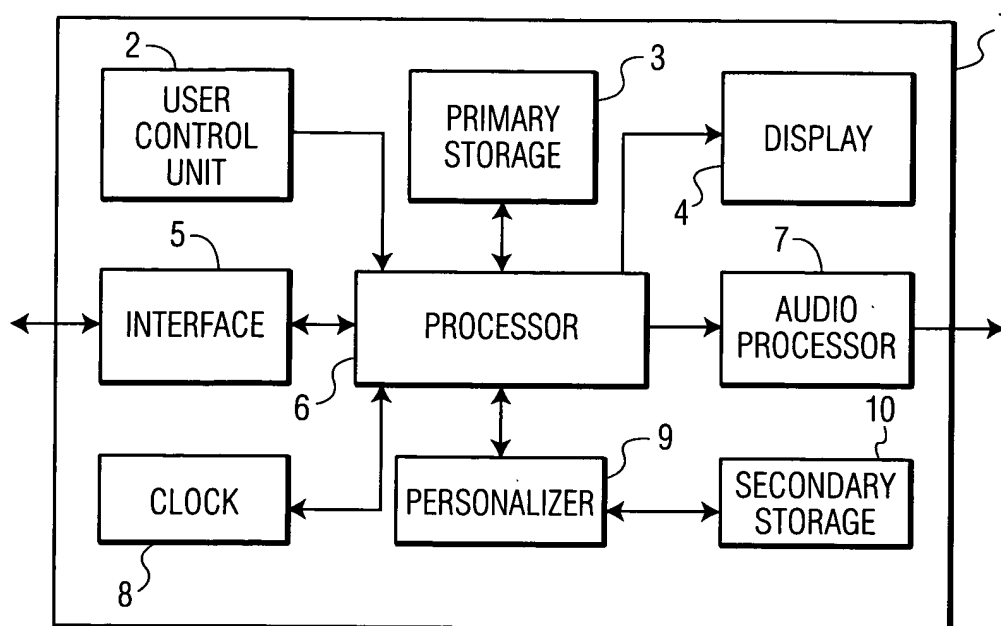 2
USER
CONTROL
UNIT
3
PRIMARY
STORAGE
DISPLAY
4
5
INTERFACE
PROCESSOR
6
7
AUDIO
PROCESSOR
CLOCK
8
9
PERSONALIZER
10
SECONDARY
STORAGE